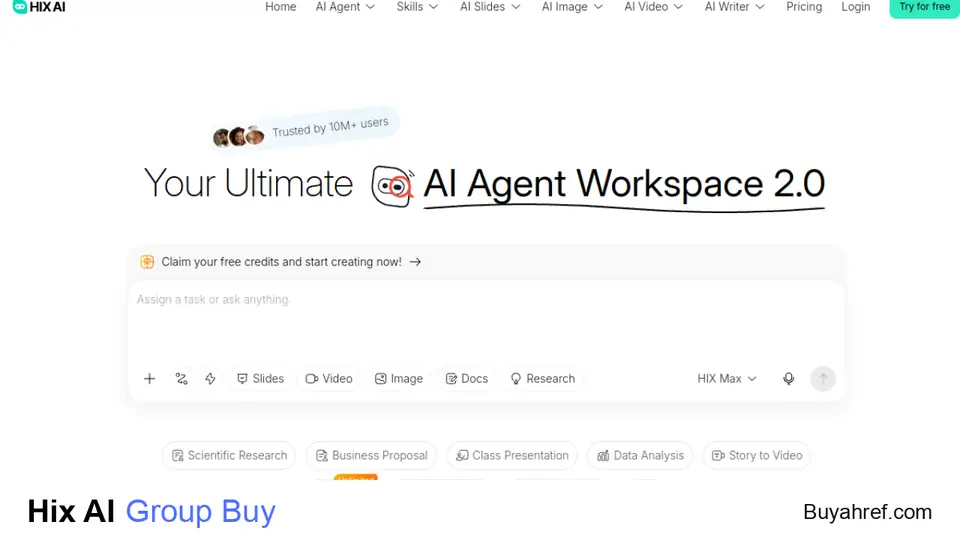 HIX AI Home AI Agent Skills AI Slides AI Image AI Video AI Writer Pricing Login Try for free
Trusted by 10M+ users
Your Ultimate AI Agent Workspace 2.0
Claim your free credits and start creating now!
Assign a task or ask anything
Slides Video Image Docs Research HIX Max
Scientific Research Business Proposal Class Presentation Data Analysis Story to Video
Hix AI Group Buy Buyahref.com